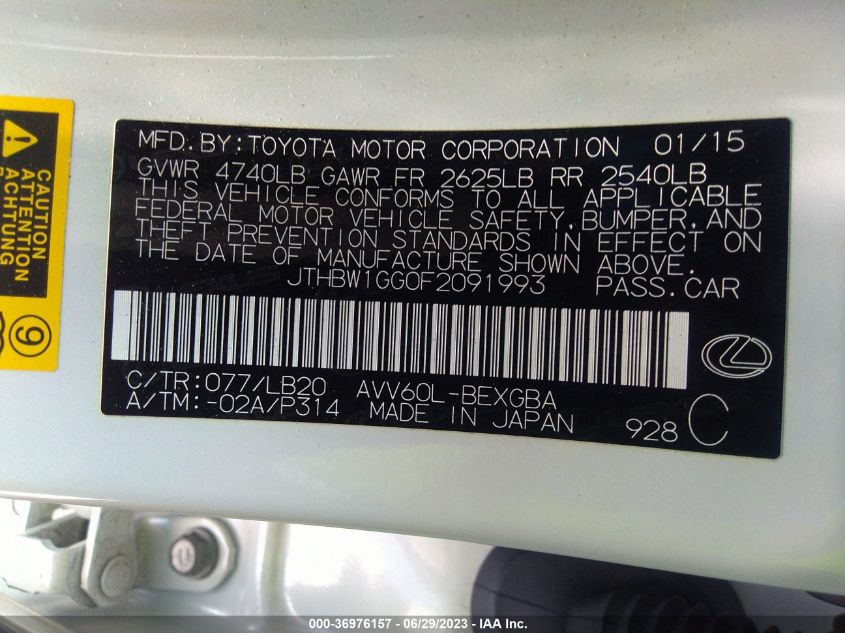 MFD. BY: TOYOTA MOTOR CORPORATION 01/15
GVWR 4740LB GAWR FR 2625LB RR 2540LB
THIS VEHICLE CONFORMS TO ALL APPLICABLE
FEDERAL MOTOR VEHICLE SAFETY, BUMPER, AND
THEFT PREVENTION STANDARDS IN EFFECT ON
THE DATE OF MANUFACTURE SHOWN ABOVE.
JTHBW1GG0F2091993 PASS.CAR
C/TR:077/LB20 AVV60L-BEXGBA
A/TM:-02A/P314 MADE IN JAPAN 928 C
CAUTION
ATTENTION
ACHTUNG
9
000-36976157 - 06/29/2023 - IAA Inc.